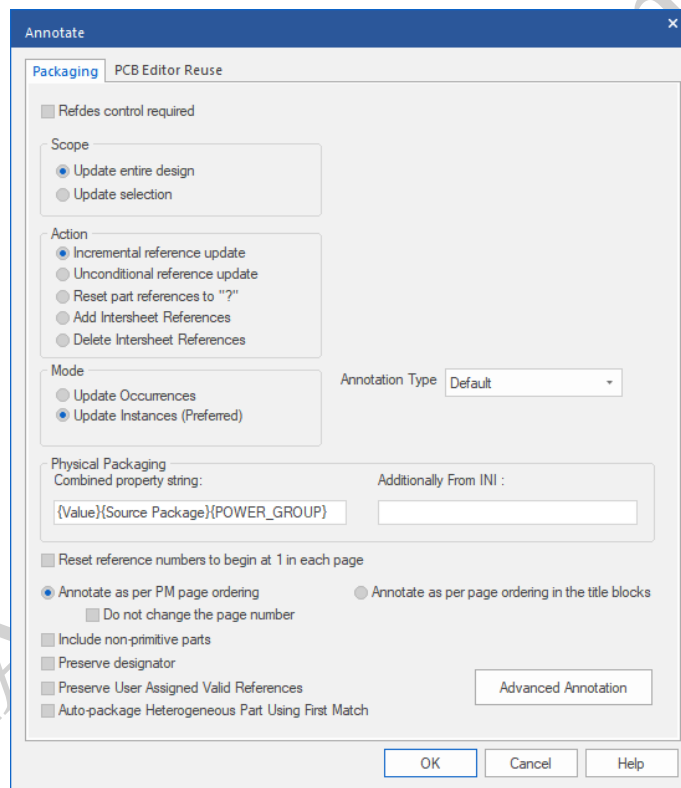 Annotate
Packaging PCB Editor Reuse
Refdes control required
Scope
Update entire design
Update selection
Action
Incremental reference update
Unconditional reference update
Reset part references to "?"
Add Intersheet References
Delete Intersheet References
Mode
Update Occurrences
Update Instances (Preferred)
Annotation Type Default
Physical Packaging
Combined property string: Additionally From INI :
{Value}{Source Package}{POWER_GROUP}
Reset reference numbers to begin at 1 in each page
Annotate as per PM page ordering Annotate as per page ordering in the title blocks
Do not change the page number
Include non-primitive parts
Preserve designator
Preserve User Assigned Valid References
Advanced Annotation
Auto-package Heterogeneous Part Using First Match
OK Cancel Help